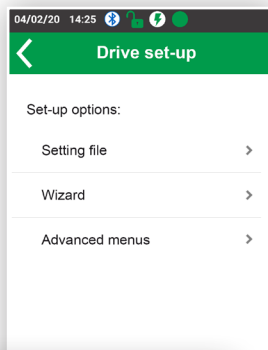 04/02/20 14:25
Drive set-up
Set-up options:
Setting file
Wizard
Advanced menus